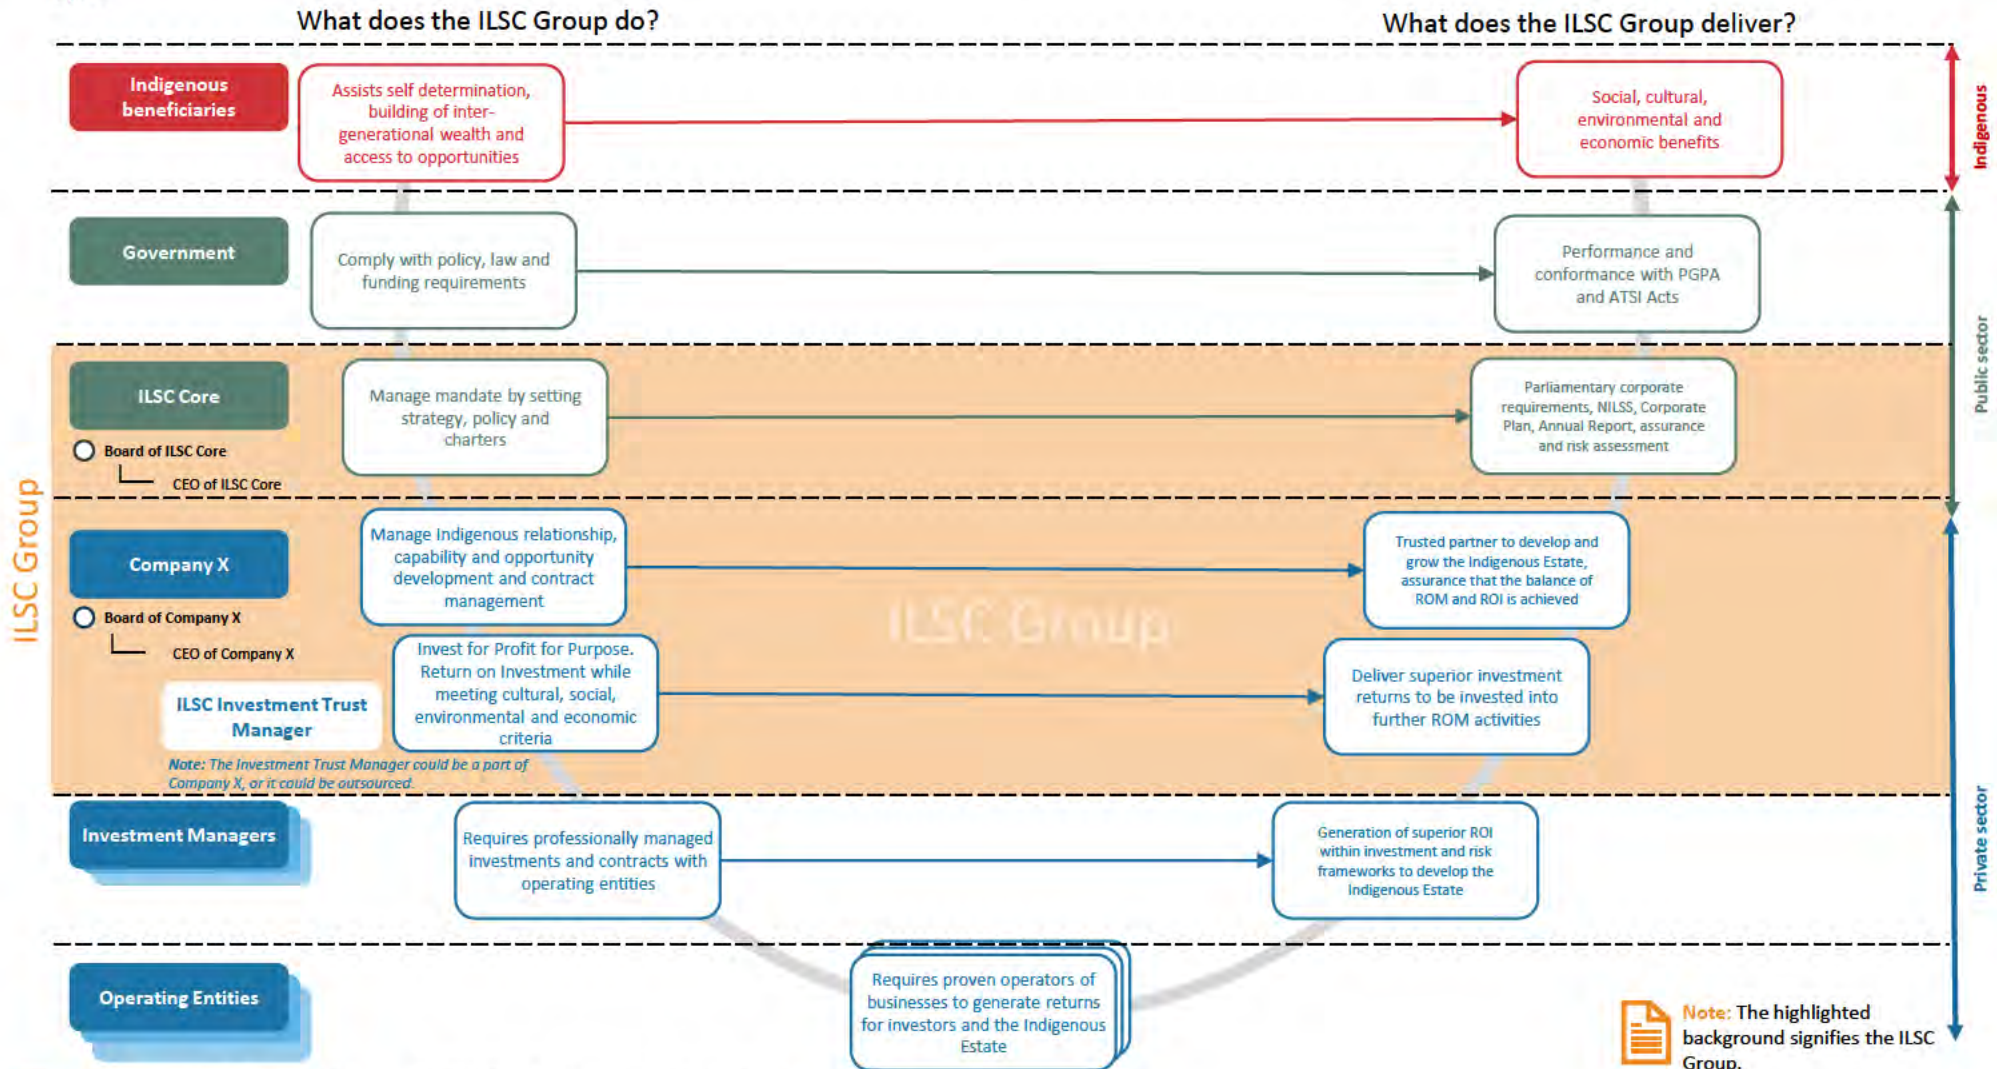 What does the ILSC Group do?
What does the ILSC Group deliver?
Indigenous
beneficiaries
Assists self determination,
building of inter-
generational wealth and
access to opportunities
Social, cultural,
environmental and
economic benefits
Indigenous
Government
Comply with policy, law and
funding requirements
Performance and
conformance with PGPA
and ATSI Acts
Public sector
ILSC Group
ILSC Core
Board of ILSC Core
CEO of ILSC Core
Manage mandate by setting
strategy, policy and
charters
Parliamentary corporate
requirements, NILSS, Corporate
Plan, Annual Report, assurance
and risk assessment
Company X
Board of Company X
CEO of Company X
Manage Indigenous relationship,
capability and opportunity
development and contract
management
ILSC Group
Trusted partner to develop and
grow the Indigenous Estate,
assurance that the balance of
ROM and ROI is achieved
ILSC Investment Trust
Manager
Note: The Investment Trust Manager could be a part of
Company X, or it could be outsourced.
Invest for Profit for Purpose.
Return on Investment while
meeting cultural, social,
environmental and economic
criteria
Deliver superior investment
returns to be invested into
further ROM activities
Private sector
Investment Managers
Requires professionally managed
investments and contracts with
operating entities
Generation of superior ROI
within investment and risk
frameworks to develop the
Indigenous Estate
Operating Entities
Requires proven operators of
businesses to generate returns
for investors and the Indigenous
Estate
Note: The highlighted
background signifies the ILSC
Group.